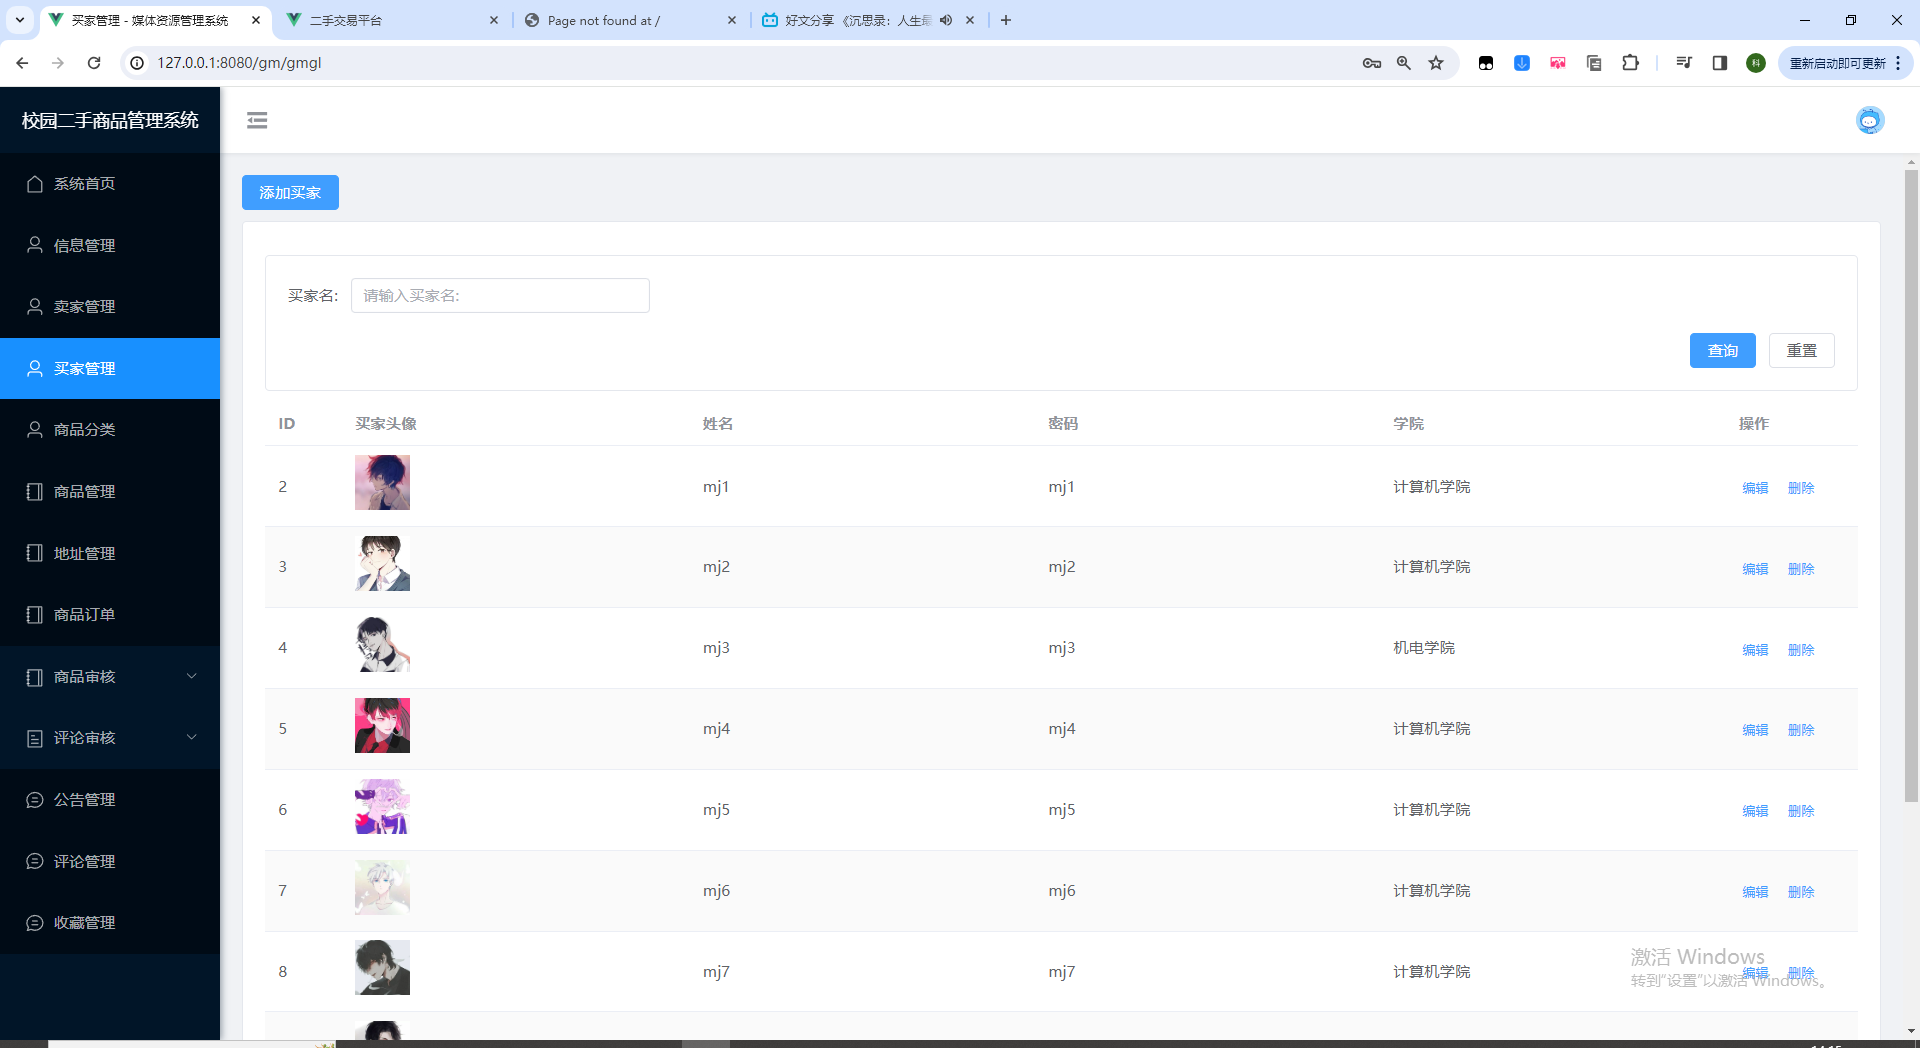 买家管理 - 媒体资源管理系统
二手交易平台
Page not found at /
好文分享 《沉思录：人生最
127.0.0.1:8080/gm/gmgl
科
重新启动即可更新
校园二手商品管理系统
系统首页
信息管理
卖家管理
买家管理
商品分类
商品管理
地址管理
商品订单
商品审核
评论审核
公告管理
评论管理
收藏管理
添加买家
买家名: 请输入买家名:
查询 重置
ID 买家头像 姓名 密码 学院 操作
2 mj1 mj1 计算机学院 编辑 删除
3 mj2 mj2 计算机学院 编辑 删除
4 mj3 mj3 机电学院 编辑 删除
5 mj4 mj4 计算机学院 编辑 删除
6 mj5 mj5 计算机学院 编辑 删除
7 mj6 mj6 计算机学院 编辑 删除
8 mj7 mj7 计算机学院 编辑 删除
激活 Windows
转到“设置”以激活 Windows。